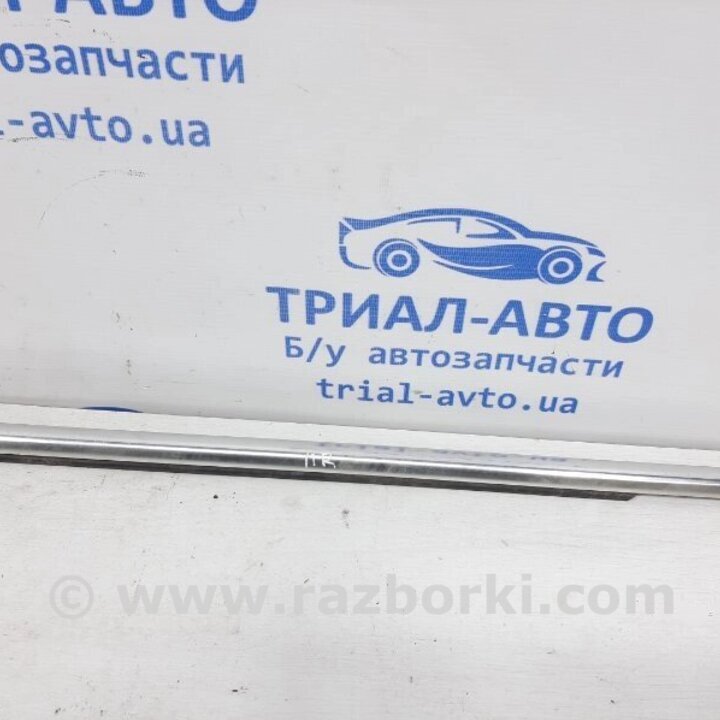 АВТО
озапчасти
-avto.ua
ТРИАЛ-АВТО
Б/у автозапчасти
trial-avto.ua
© www.razborki.com